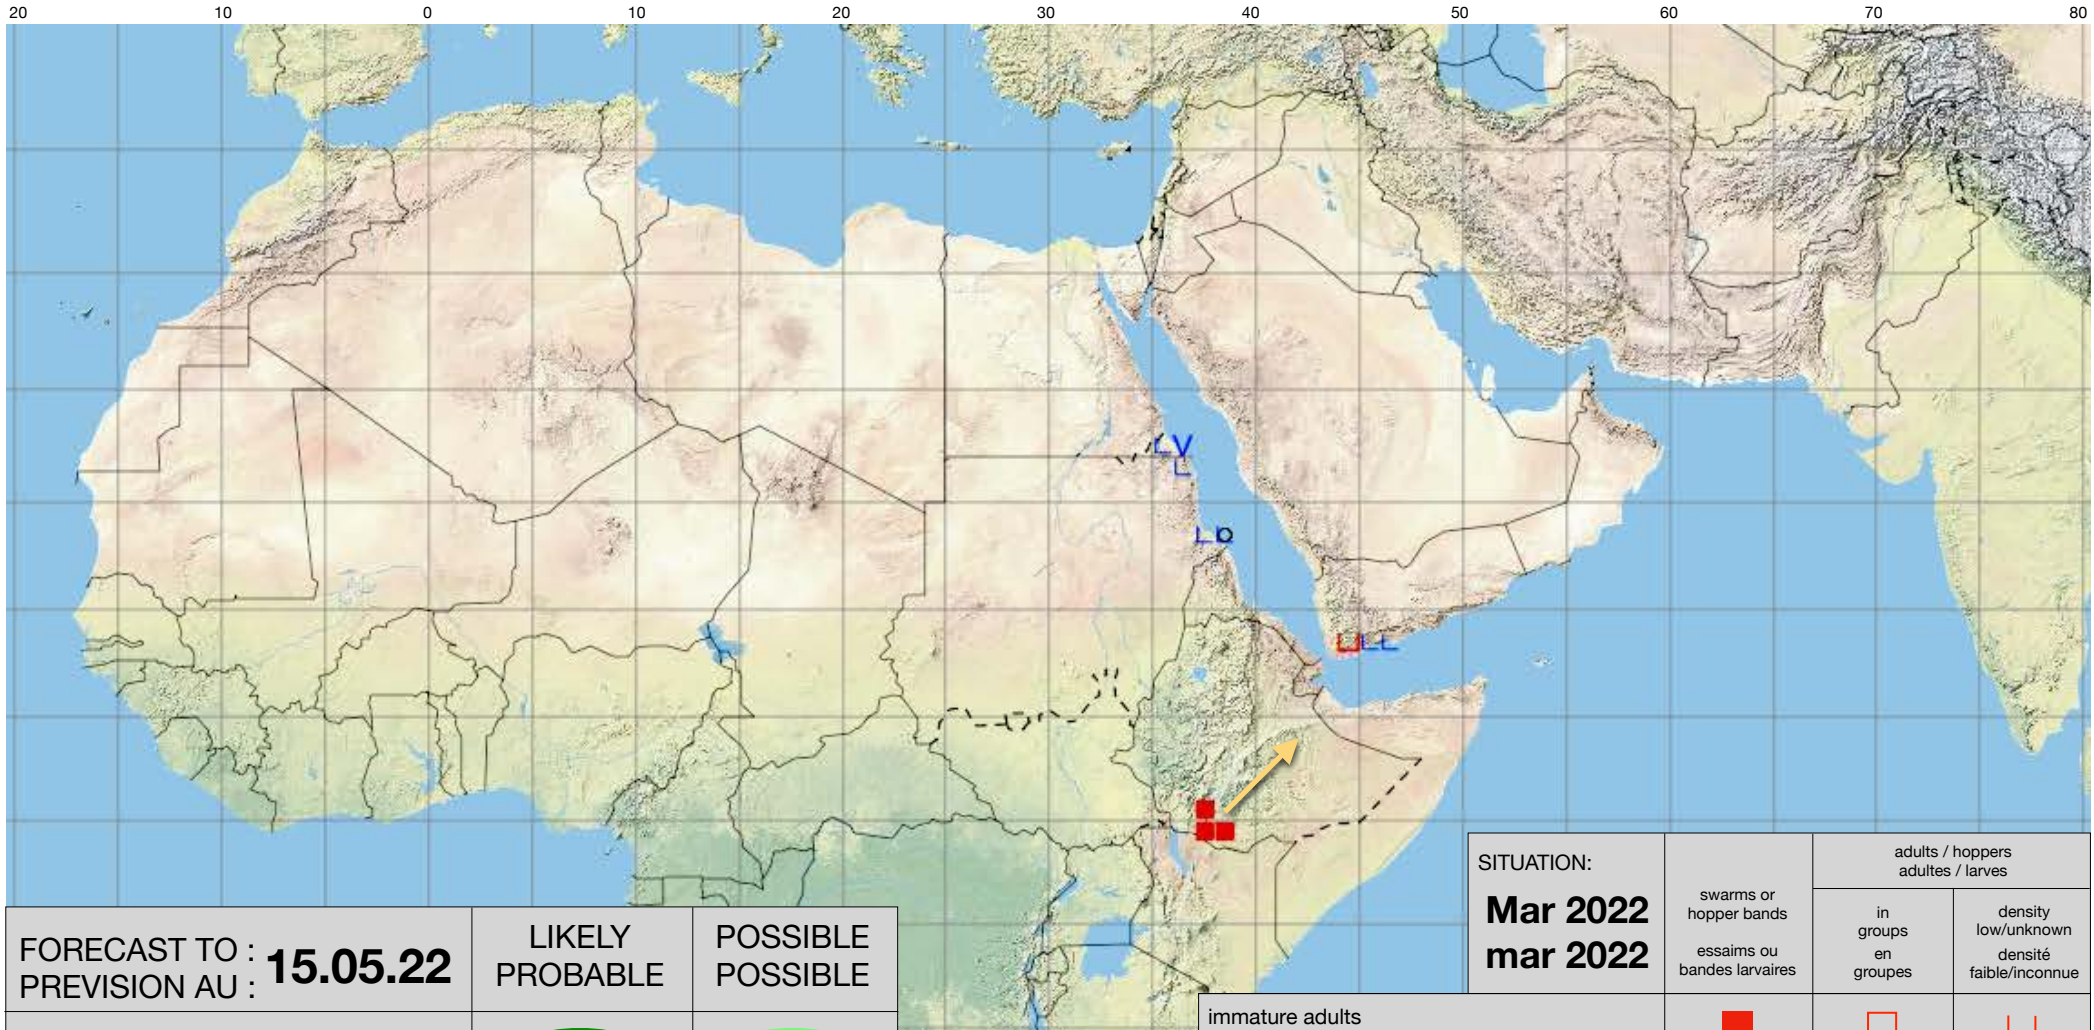 20 10 0 10 20 30 40 50 60 70 80
SITUATION:
Mar 2022
mar 2022
swarms or
hopper bands
essaims ou
bandes larvaires
adults / hoppers
adultes / larves
in
groups
en
groupes
density
low/unknown
densité
faible/inconnue
FORECAST TO :
PREVISION AU :
15.05.22
LIKELY
PROBABLE
POSSIBLE
POSSIBLE
immature adults